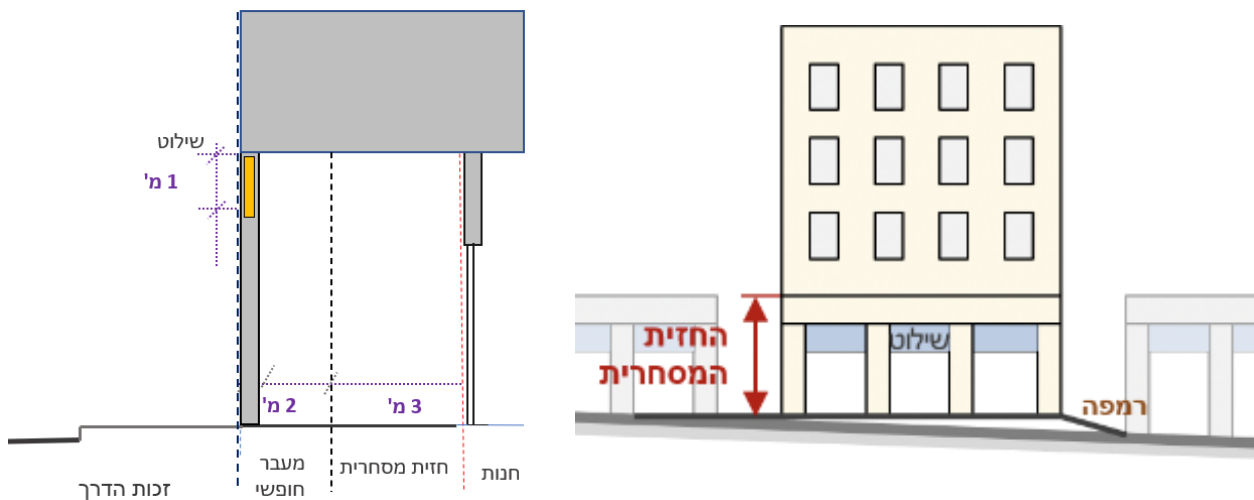 שילוט
1 מ'
2 מ'
3 מ'
חנות
חזית מסחרית
מעבר
חופשי
זכות הדרך
שילוט
החזית
המסחרית
רמפה